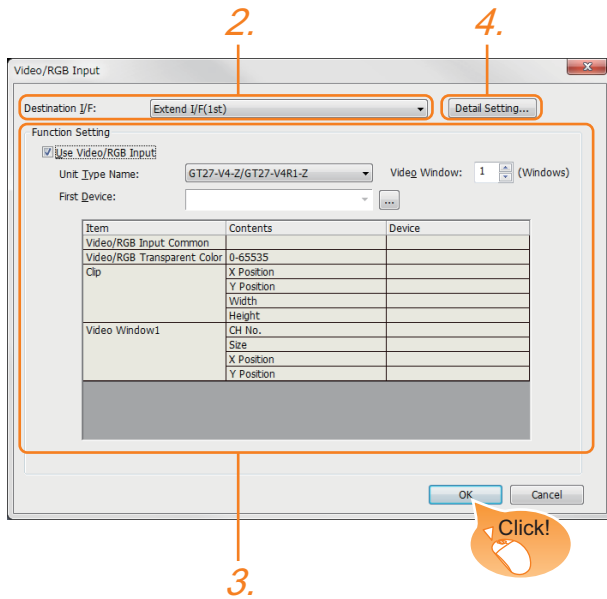 2.
4.
Video/RGB Input
x
Destination I/F: Extend I/F(1st) Detail Setting...
Function Setting
Use Video/RGB Input
Unit Type Name: GT27-V4-Z/GT27-V4R1-Z Video Window: 1 (Windows)
First Device: ...
Item Contents Device
Video/RGB Input Common
Video/RGB Transparent Color 0-65535
Clip X Position
Y Position
Width
Height
Video Window1 CH No.
Size
X Position
Y Position
OK Cancel
Click!
3.